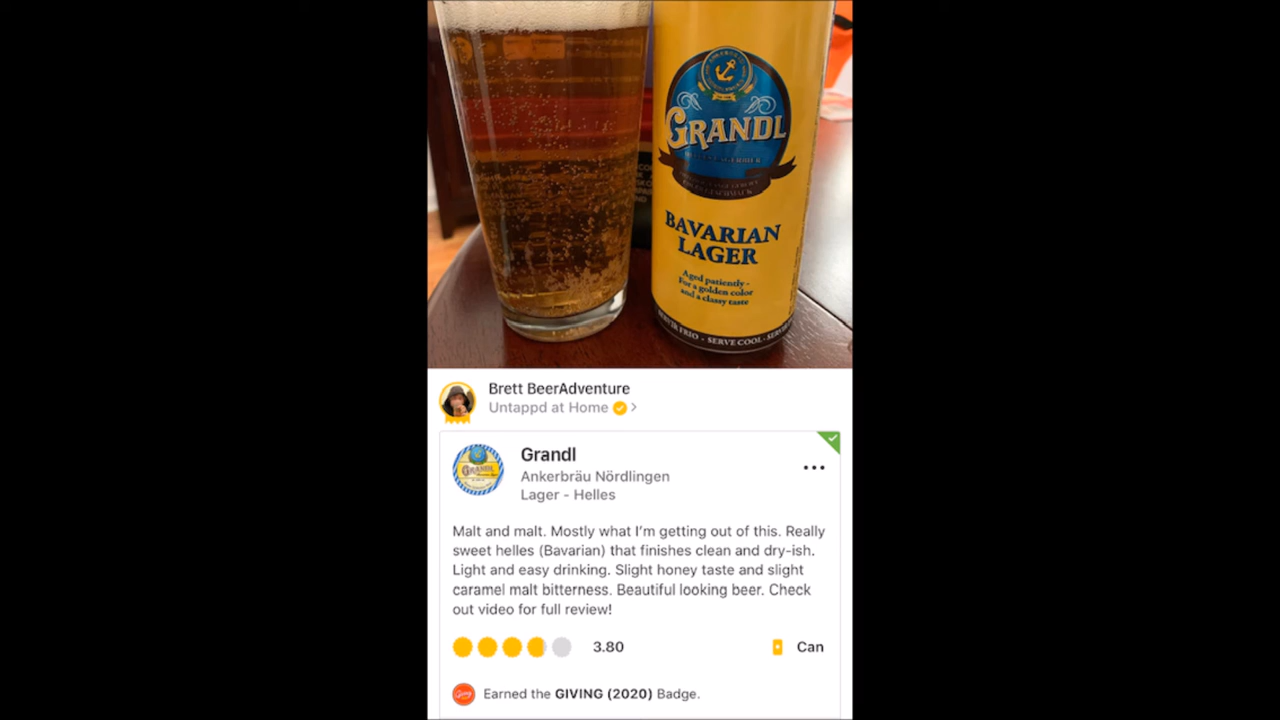 GRANDL
BAVARIAN
LAGER
Aged patiently -
For a golden color
and a classy taste
SERVIR FRIO - SERVE COOL -
Brett BeerAdventure
Untappd at Home
Grandl
Ankerbräu Nördlingen
Lager - Helles
Malt and malt. Mostly what I’m getting out of this. Really
sweet helles (Bavarian) that finishes clean and dry-ish.
Light and easy drinking. Slight honey taste and slight
caramel malt bitterness. Beautiful looking beer. Check
out video for full review!
3.80
Can
Earned the GIVING (2020) Badge.